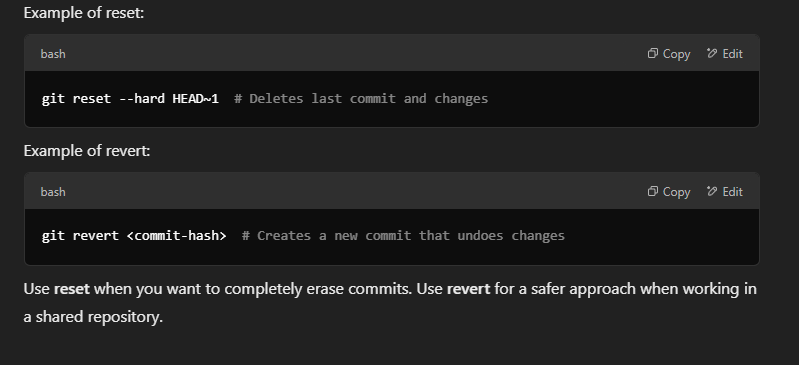 Example of reset:
bash
Copy
Edit
git reset --hard HEAD~1  # Deletes last commit and changes
Example of revert:
bash
Copy
Edit
git revert <commit-hash>  # Creates a new commit that undoes changes
Use reset when you want to completely erase commits. Use revert for a safer approach when working in
a shared repository.